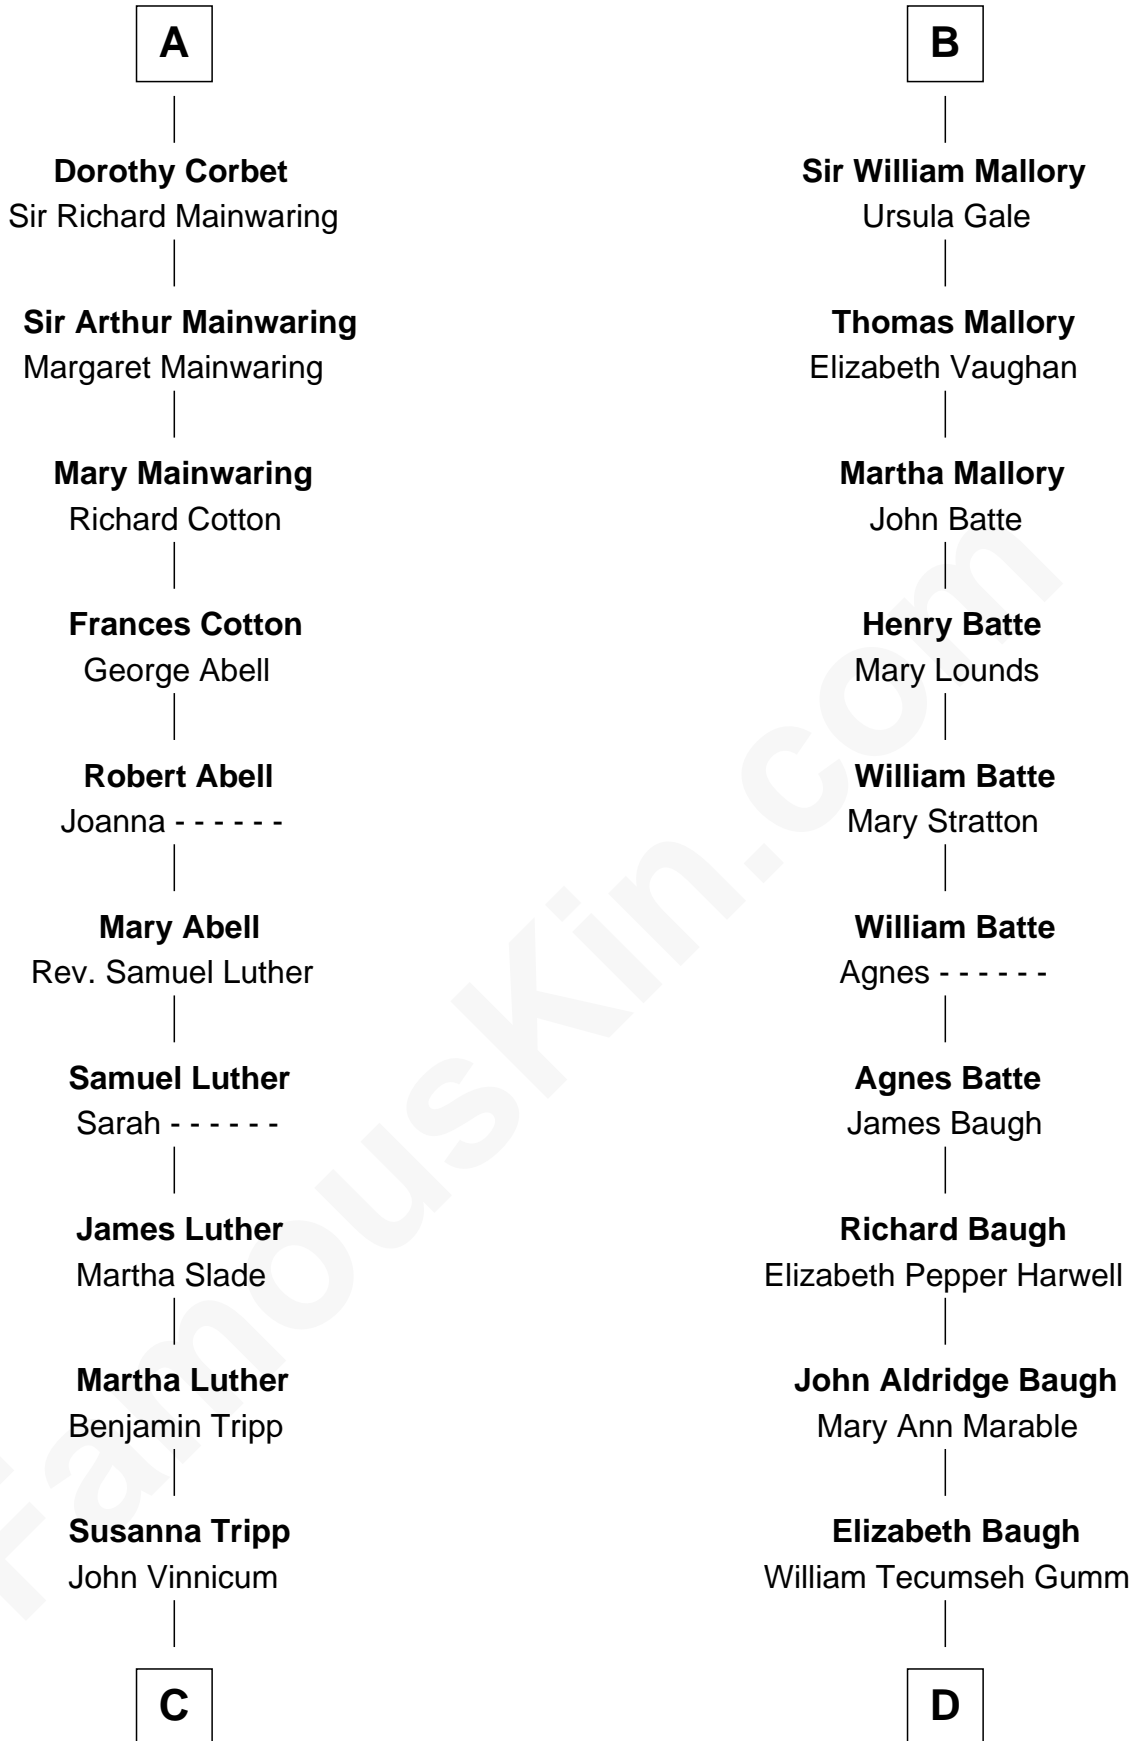 A
Dorothy Corbet
Sir Richard Mainwaring
Sir Arthur Mainwaring
Margaret Mainwaring
Mary Mainwaring
Richard Cotton
Frances Cotton
George Abell
Robert Abell
Joanna - - - - - -
Mary Abell
Rev. Samuel Luther
Samuel Luther
Sarah - - - - - -
James Luther
Martha Slade
Martha Luther
Benjamin Tripp
Susanna Tripp
John Vinnicum
C
B
Sir William Mallory
Ursula Gale
Thomas Mallory
Elizabeth Vaughan
Martha Mallory
John Batte
Henry Batte
Mary Lounds
William Batte
Mary Stratton
William Batte
Agnes - - - - - -
Agnes Batte
James Baugh
Richard Baugh
Elizabeth Pepper Harwell
John Aldridge Baugh
Mary Ann Marable
Elizabeth Baugh
William Tecumseh Gumm
D
FamousKin.com